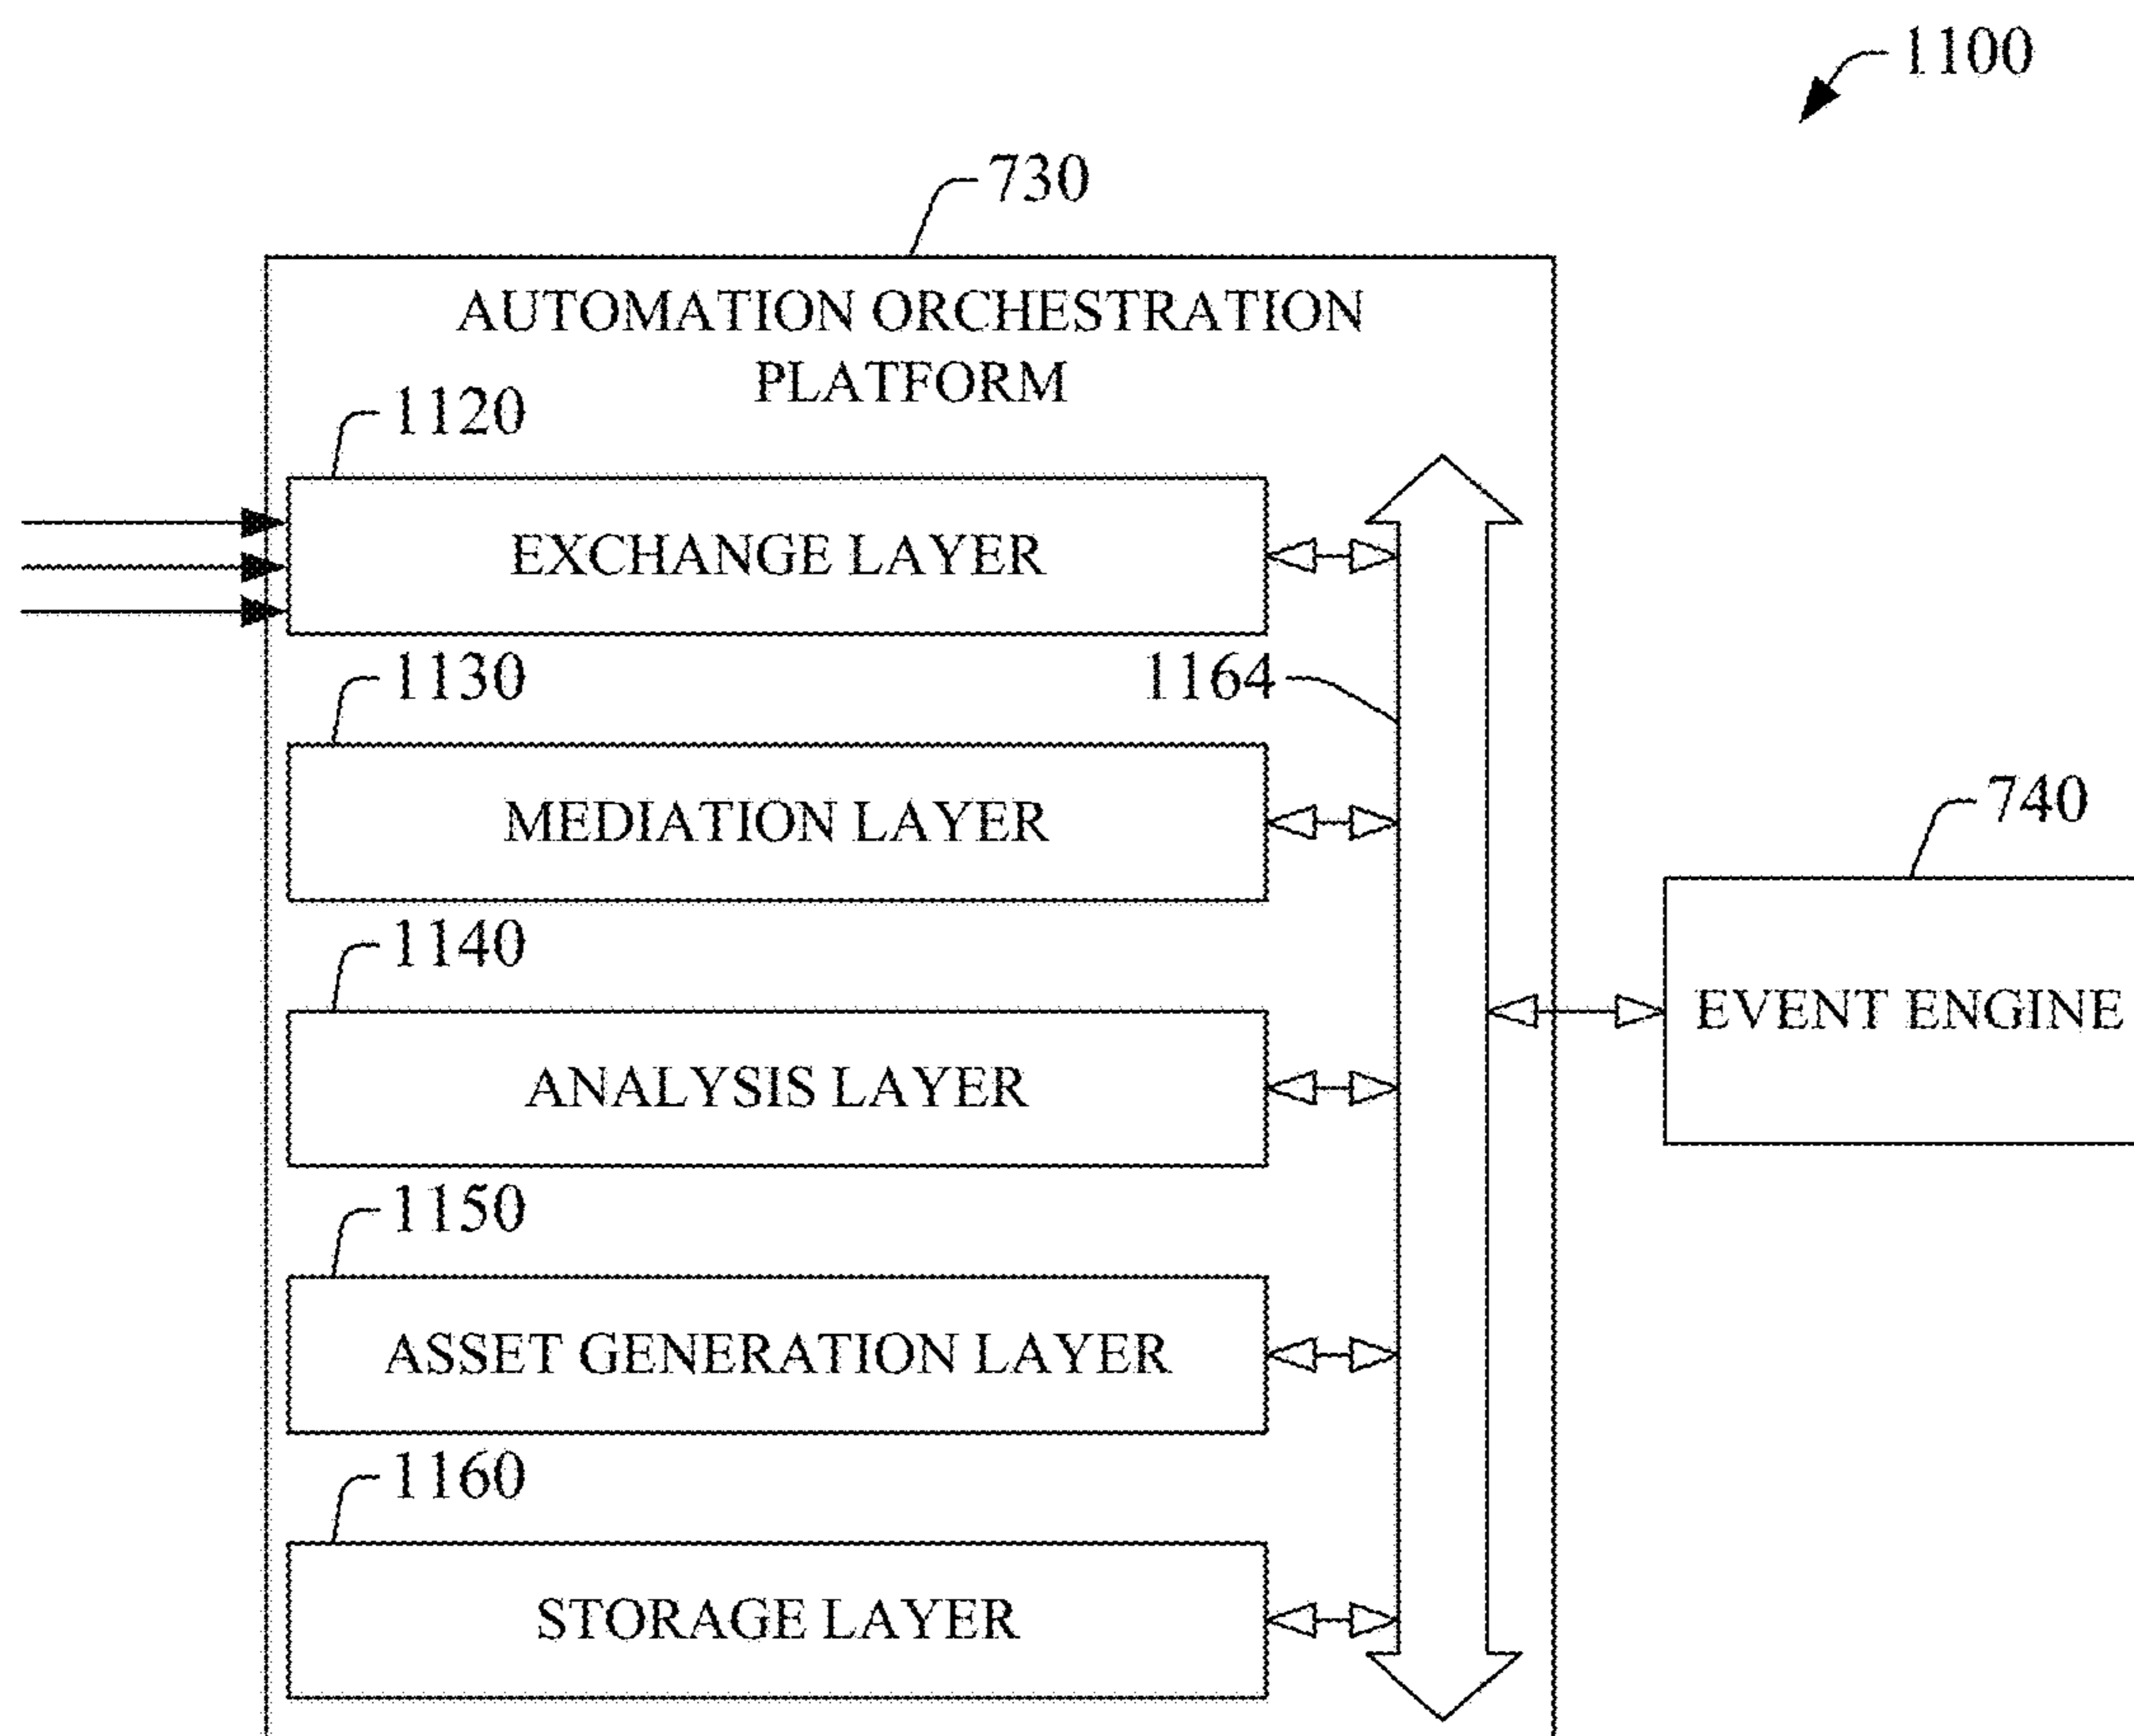 1100
730
AUTOMATION ORCHESTRATION
PLATFORM
1120
EXCHANGE LAYER
1130
1164
MEDIATION LAYER
740
1140
EVENT ENGINE
ANALYSIS LAYER
1150
ASSET GENERATION LAYER
1160
STORAGE LAYER